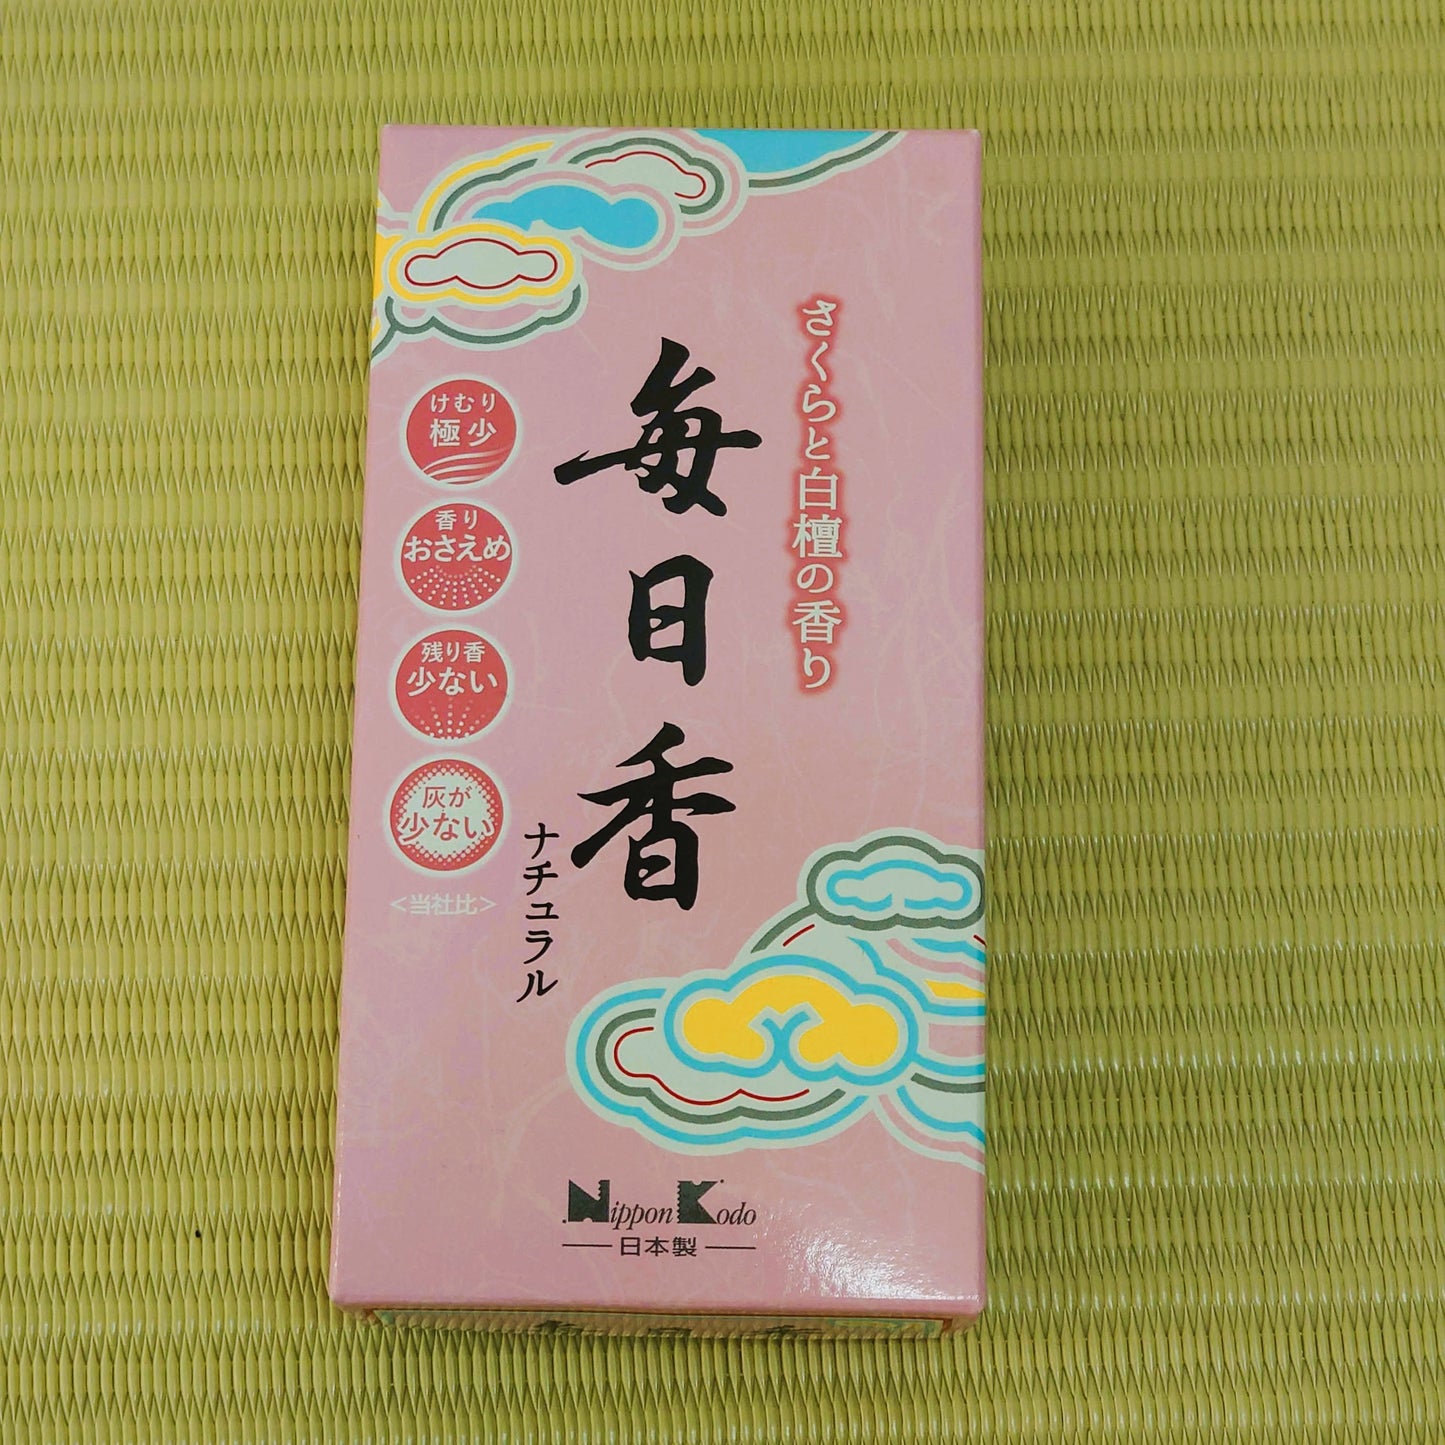 さくらと白檀の香り
毎日香
ナチュラル
けむり
極少
香り
おさえめ
残り香
少ない
灰が
少ない
＜当社比＞
Nippon Kodo
日本製